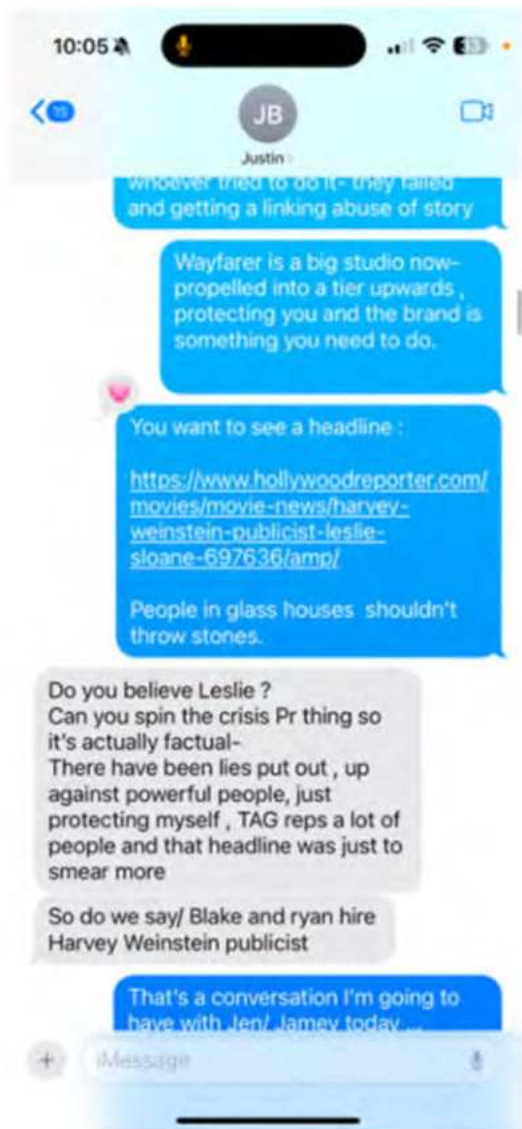 10:05
15
JB
Justin
whoever tried to do it- they failed
and getting a linking abuse of story
Wayfarer is a big studio now-
propelled into a tier upwards ,
protecting you and the brand is
something you need to do.
You want to see a headline :
https://www.hollywoodreporter.com/
movies/movie-news/harvey-
weinstein-publicist-leslie-
sloane-697636/amp/
People in glass houses shouldn't
throw stones.
Do you believe Leslie ?
Can you spin the crisis Pr thing so
it's actually factual-
There have been lies put out , up
against powerful people, just
protecting myself , TAG reps a lot of
people and that headline was just to
smear more
So do we say/ Blake and ryan hire
Harvey Weinstein publicist
That's a conversation I'm going to
have with Jen/ Jamey today ...
iMessage